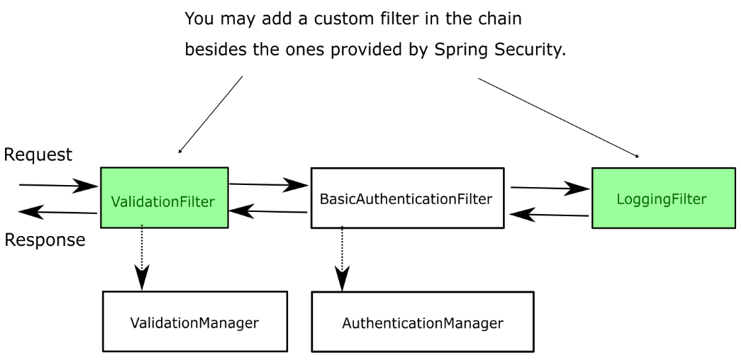 You may add a custom filter in the chain
besides the ones provided by Spring Security.
Request
ValidationFilter
BasicAuthenticationFilter
LoggingFilter
Response
ValidationManager
AuthenticationManager